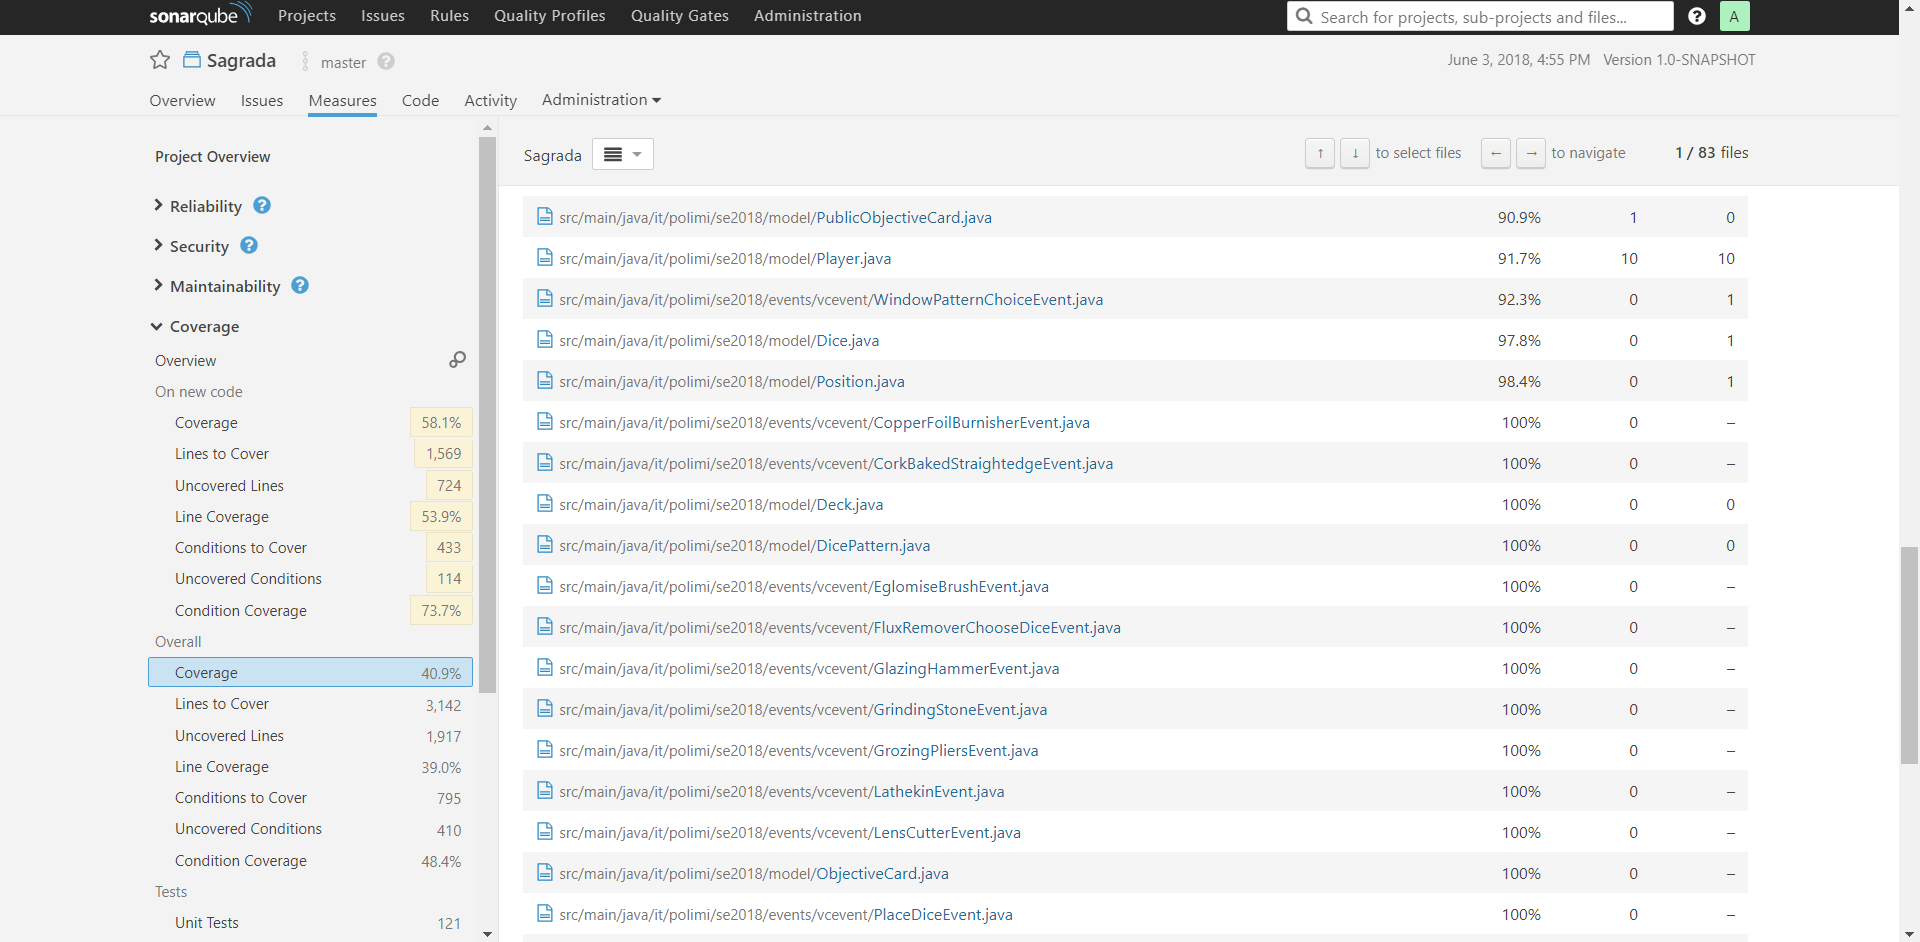 sonarqube Projects Issues Rules Quality Profiles Quality Gates Administration Search for projects, sub-projects and files... ? A
Sagrada master ? June 3, 2018, 4:55 PM Version 1.0-SNAPSHOT
Overview Issues Measures Code Activity Administration
Project Overview
Reliability ?
Security ?
Maintainability ?
Coverage
Overview
On new code
Coverage 58.1%
Lines to Cover 1,569
Uncovered Lines 724
Line Coverage 53.9%
Conditions to Cover 433
Uncovered Conditions 114
Condition Coverage 73.7%
Overall
Coverage 40.9%
Lines to Cover 3,142
Uncovered Lines 1,917
Line Coverage 39.0%
Conditions to Cover 795
Uncovered Conditions 410
Condition Coverage 48.4%
Tests
Unit Tests 121
Sagrada ↑ ↓ to select files ← → to navigate 1 / 83 files
src/main/java/it/polimi/se2018/model/PublicObjectiveCard.java 90.9% 1 0
src/main/java/it/polimi/se2018/model/Player.java 91.7% 10 10
src/main/java/it/polimi/se2018/events/vcevent/WindowPatternChoiceEvent.java 92.3% 0 1
src/main/java/it/polimi/se2018/model/Dice.java 97.8% 0 1
src/main/java/it/polimi/se2018/model/Position.java 98.4% 0 1
src/main/java/it/polimi/se2018/events/vcevent/CopperFoilBurnisherEvent.java 100% 0 –
src/main/java/it/polimi/se2018/events/vcevent/CorkBakedStraightedgeEvent.java 100% 0 –
src/main/java/it/polimi/se2018/model/Deck.java 100% 0 0
src/main/java/it/polimi/se2018/model/DicePattern.java 100% 0 0
src/main/java/it/polimi/se2018/events/vcevent/EglomiseBrushEvent.java 100% 0 –
src/main/java/it/polimi/se2018/events/vcevent/FluxRemoverChooseDiceEvent.java 100% 0 –
src/main/java/it/polimi/se2018/events/vcevent/GlazingHammerEvent.java 100% 0 –
src/main/java/it/polimi/se2018/events/vcevent/GrindingStoneEvent.java 100% 0 –
src/main/java/it/polimi/se2018/events/vcevent/GrozingPliersEvent.java 100% 0 –
src/main/java/it/polimi/se2018/events/vcevent/LathekinEvent.java 100% 0 –
src/main/java/it/polimi/se2018/events/vcevent/LensCutterEvent.java 100% 0 –
src/main/java/it/polimi/se2018/model/ObjectiveCard.java 100% 0 –
src/main/java/it/polimi/se2018/events/vcevent/PlaceDiceEvent.java 100% 0 –